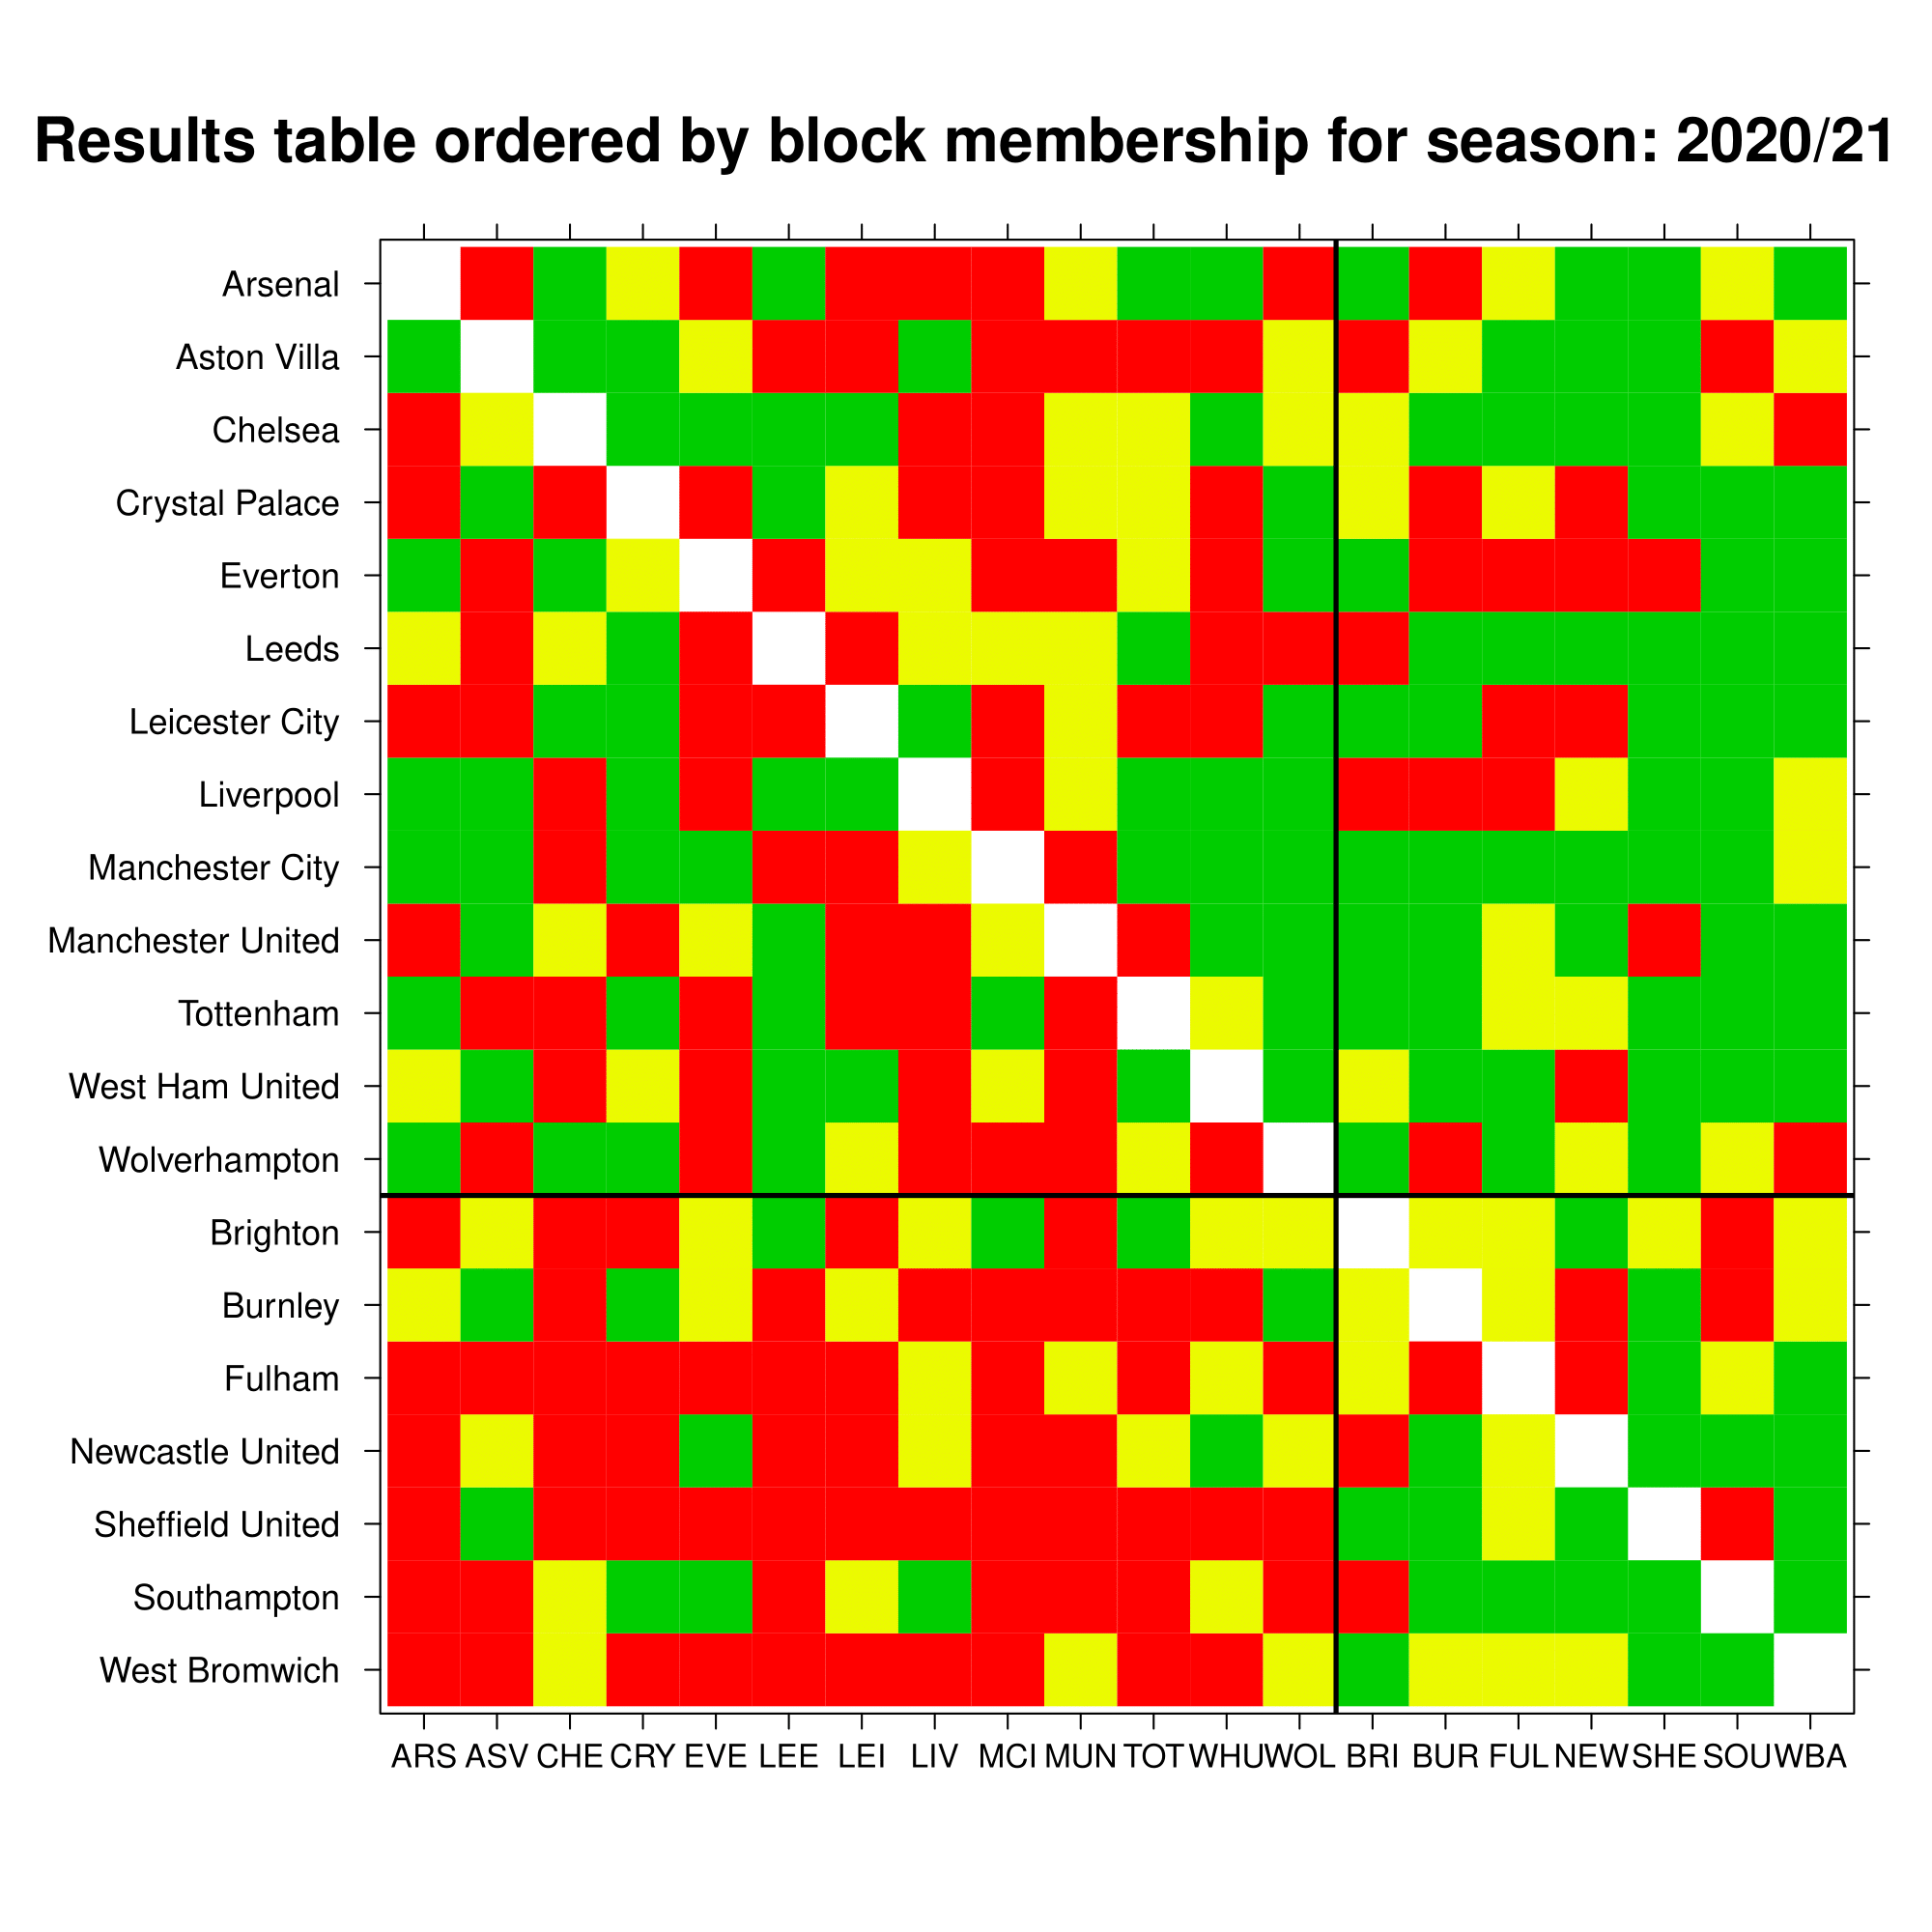 Results table ordered by block membership for season: 2020/21
Arsenal
Aston Villa
Chelsea
Crystal Palace
Everton
Leeds
Leicester City
Liverpool
Manchester City
Manchester United
Tottenham
West Ham United
Wolverhampton
Brighton
Burnley
Fulham
Newcastle United
Sheffield United
Southampton
West Bromwich
ARS ASV CHE CRY EVE LEE LEI LIV MCI MUN TOT WHU WOL BRI BUR FUL NEW SHE SOU WBA